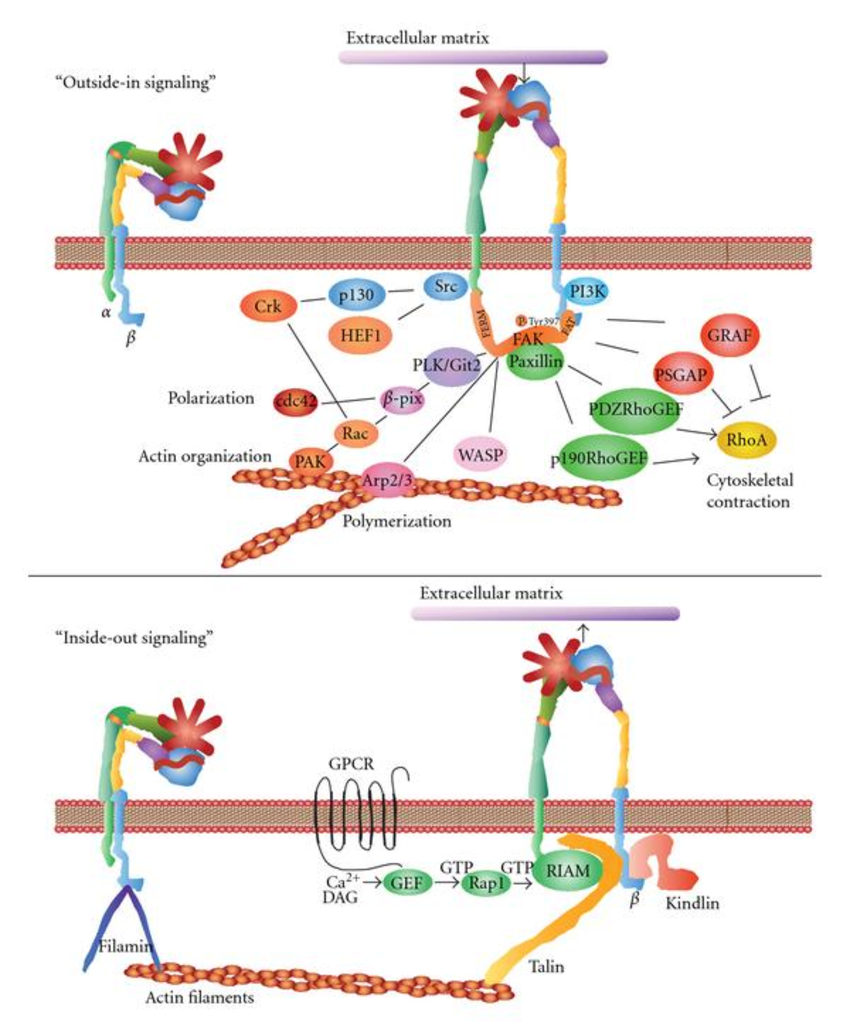 Extracellular matrix
“Outside-in signaling”
α
β
Crk
p130
Src
PI3K
HEF1
FERM
P
Tyr397
FAT
FAK
GRAF
PLK/Git2
Paxillin
PSGAP
Polarization
cdc42
β-pix
PDZRhoGEF
Rac
RhoA
Actin organization
PAK
WASP
p190RhoGEF
Arp2/3
Cytoskeletal
contraction
Polymerization
Extracellular matrix
“Inside-out signaling”
GPCR
Ca2+
DAG
GEF
GTP
Rap1
GTP
RIAM
β
Kindlin
Filamin
Talin
Actin filaments